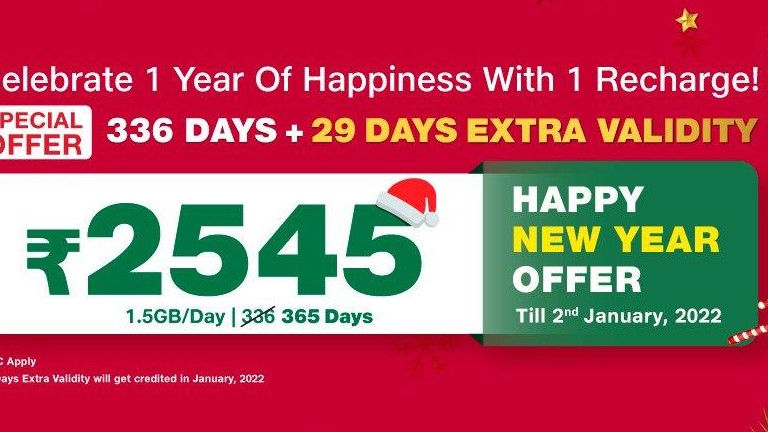 elebrate 1 Year Of Happiness With 1 Recharge!
PECIAL
OFFER
336 DAYS + 29 DAYS EXTRA VALIDITY
₹2545
1.5GB/Day | 336 365 Days
HAPPY
NEW YEAR
OFFER
Till 2nd January, 2022
C Apply
Days Extra Validity will get credited in January, 2022